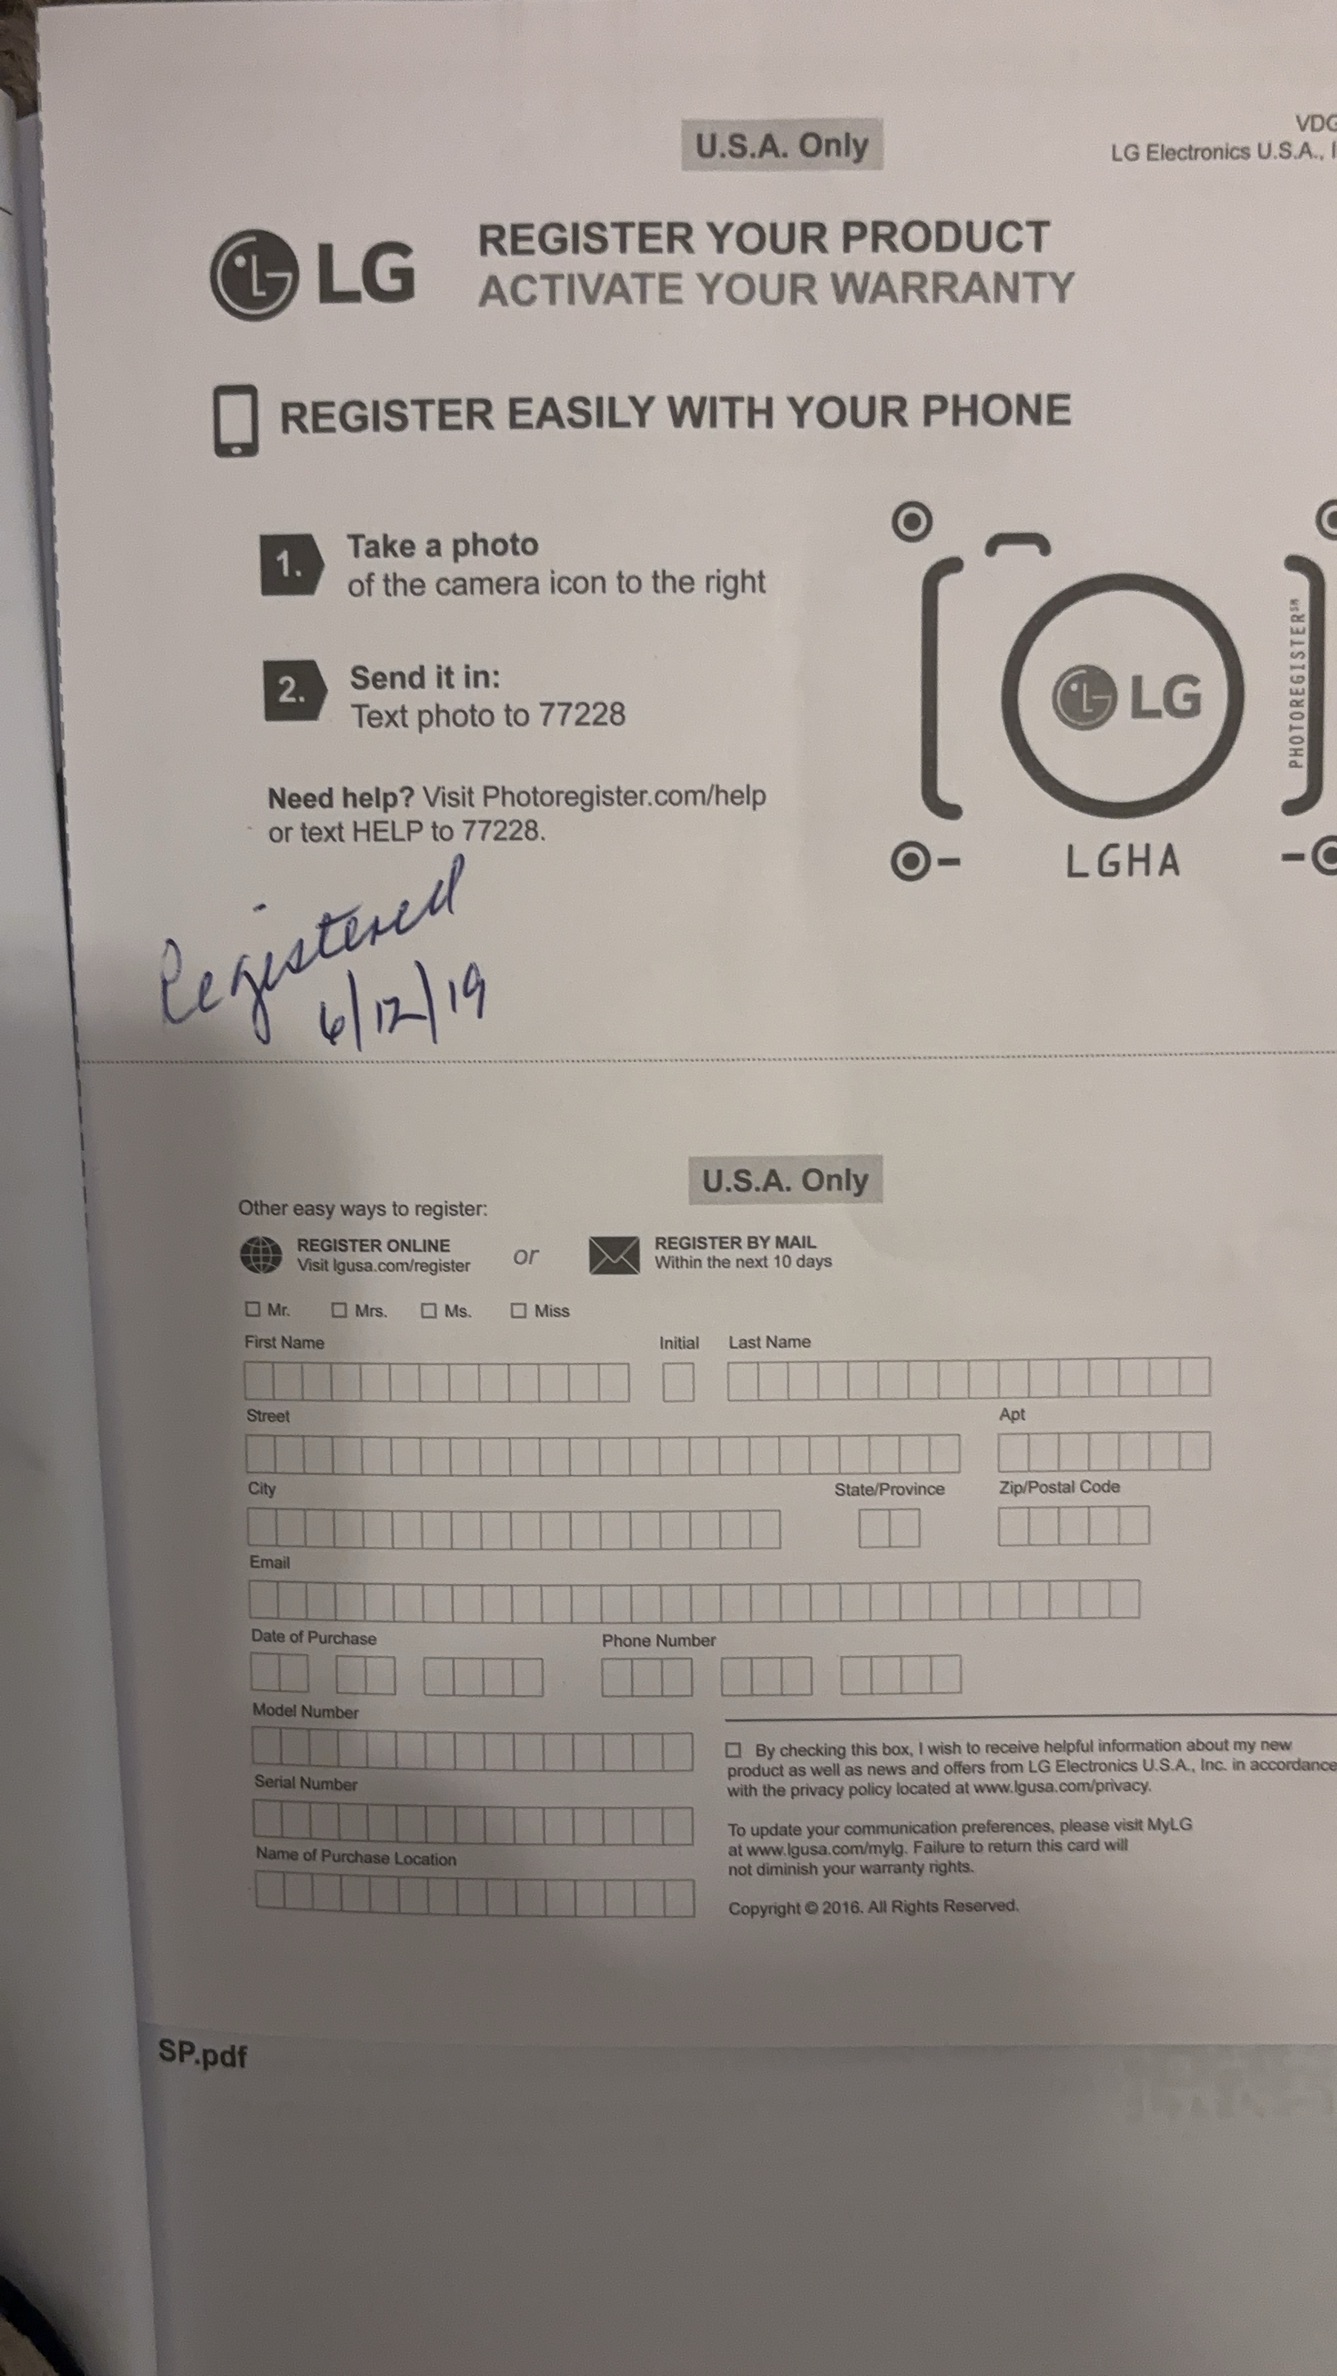 U.S.A. Only
VDG
LG Electronics U.S.A., I
LG
REGISTER YOUR PRODUCT
ACTIVATE YOUR WARRANTY
REGISTER EASILY WITH YOUR PHONE
1. Take a photo
of the camera icon to the right
2. Send it in:
Text photo to 77228
Need help? Visit Photoregister.com/help
or text HELP to 77228.
LG
PHOTOREGISTER℠
LGHA
Registered
6/12/19
U.S.A. Only
Other easy ways to register:
REGISTER ONLINE
Visit lgusa.com/register
or
REGISTER BY MAIL
Within the next 10 days
Mr. Mrs. Ms. Miss
First Name Initial Last Name
Street Apt
City State/Province Zip/Postal Code
Email
Date of Purchase Phone Number
Model Number
Serial Number
Name of Purchase Location
By checking this box, I wish to receive helpful information about my new
product as well as news and offers from LG Electronics U.S.A., Inc. in accordance
with the privacy policy located at www.lgusa.com/privacy.
To update your communication preferences, please visit MyLG
at www.lgusa.com/mylg. Failure to return this card will
not diminish your warranty rights.
Copyright © 2016. All Rights Reserved.
SP.pdf